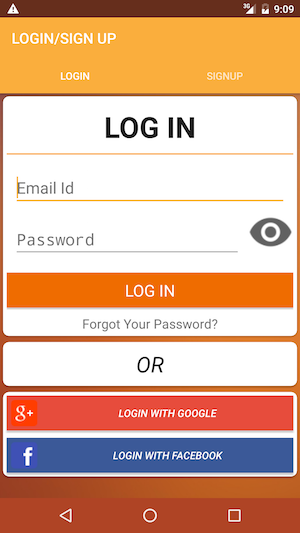 3G 9:09
LOGIN/SIGN UP
LOGIN SIGNUP
LOG IN
Email Id
Password
LOG IN
Forgot Your Password?
OR
g+ LOGIN WITH GOOGLE
f LOGIN WITH FACEBOOK